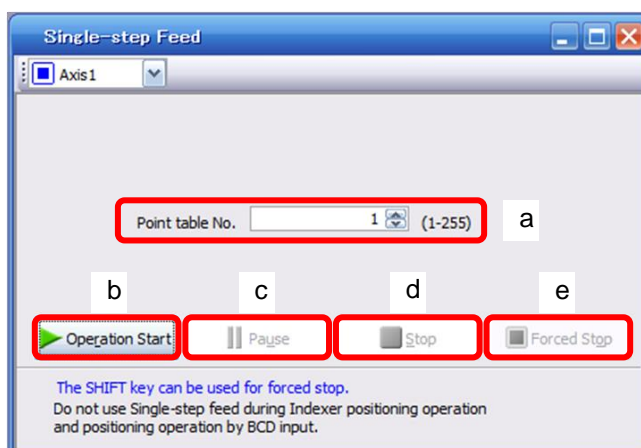 Single-step Feed
Axis1
Point table No. 1 (1-255) a
b c d e
Operation Start Pause Stop Forced Stop
The SHIFT key can be used for forced stop.
Do not use Single-step feed during Indexer positioning operation
and positioning operation by BCD input.